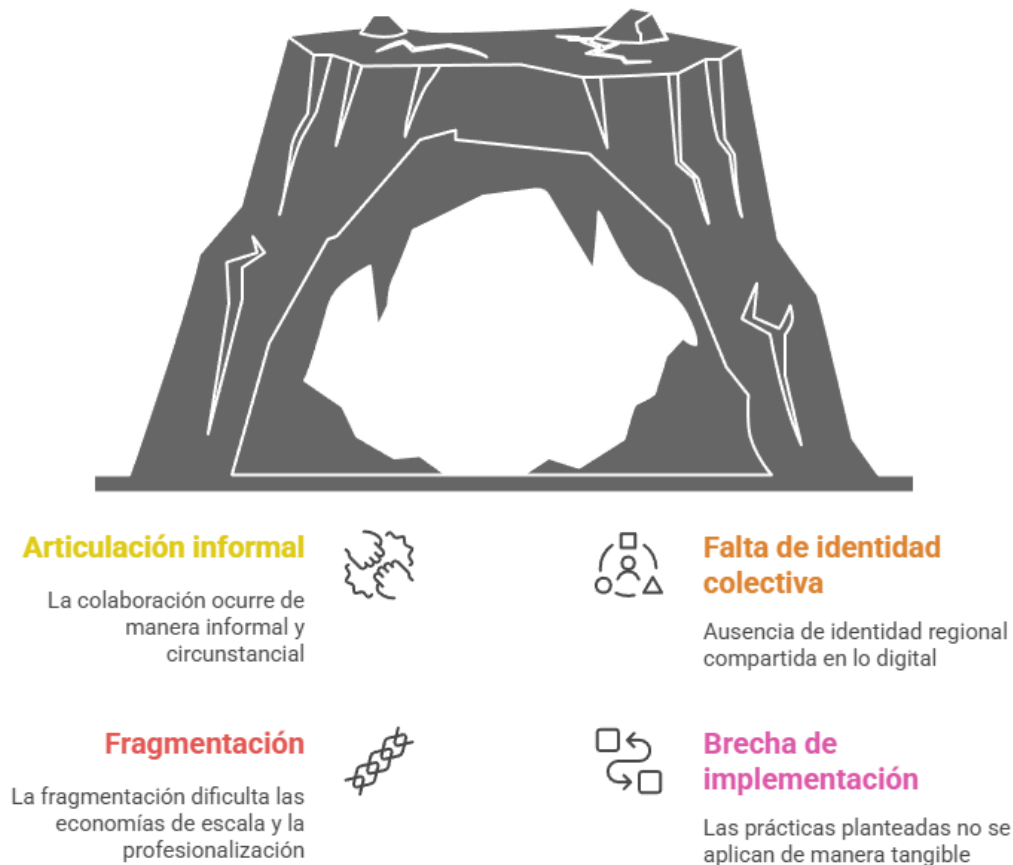 Articulación informal
La colaboración ocurre de
manera informal y
circunstancial
Falta de identidad
colectiva
Ausencia de identidad regional
compartida en lo digital
Fragmentación
La fragmentación dificulta las
economías de escala y la
profesionalización
Brecha de
implementación
Las prácticas planteadas no se
aplican de manera tangible